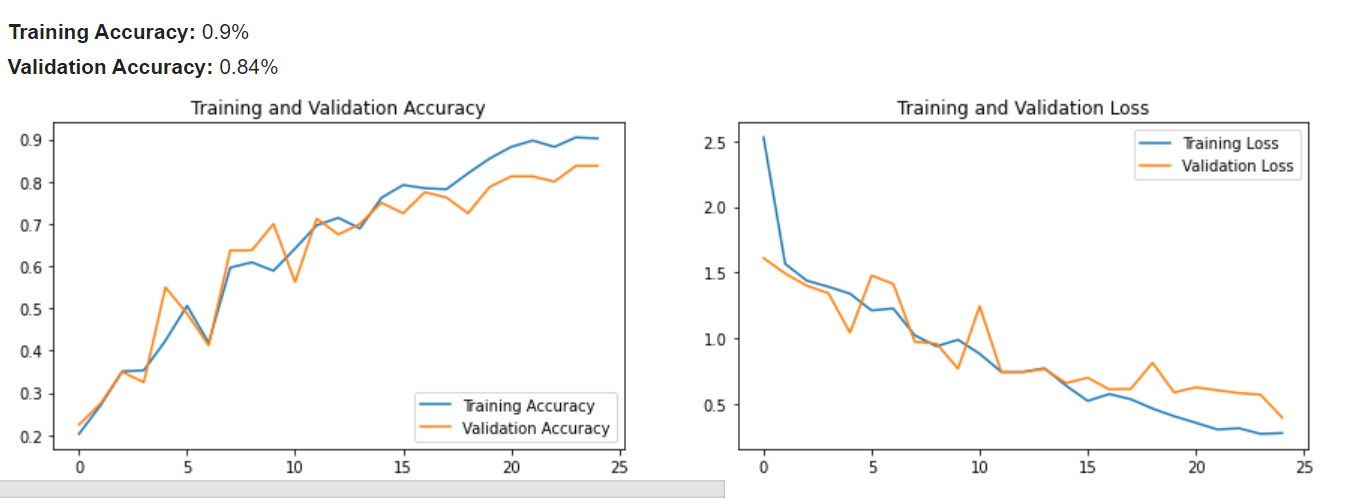 Training Accuracy: 0.9%
Validation Accuracy: 0.84%
Training and Validation Accuracy
0.9
0.8
0.7
0.6
0.5
0.4
0.3
0.2
Training Accuracy
Validation Accuracy
0 5 10 15 20 25
Training and Validation Loss
2.5
2.0
1.5
1.0
0.5
Training Loss
Validation Loss
0 5 10 15 20 25